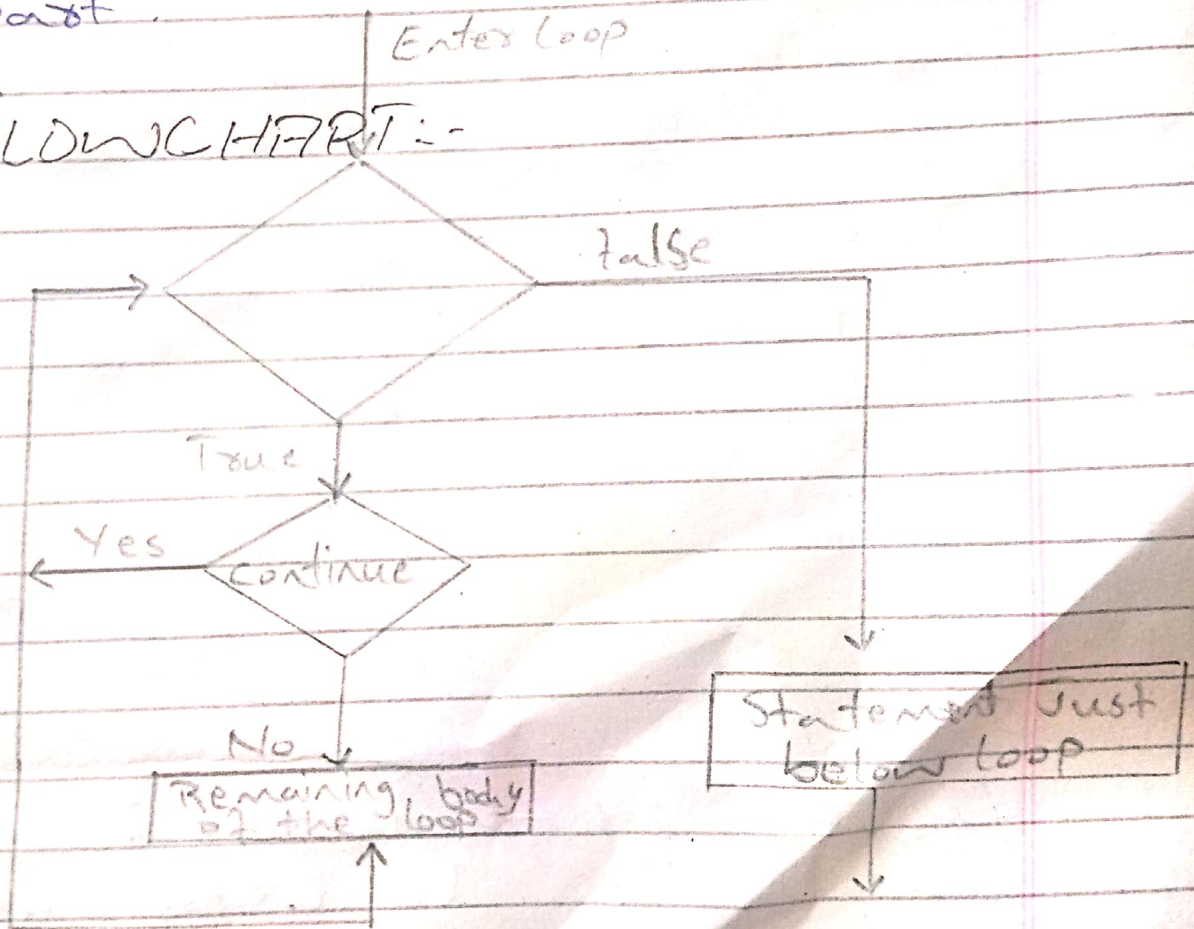 Enter loop
LOWCHART:-
False
True
Yes
continue
No
Statement Just
below loop
Remaining body
of the loop